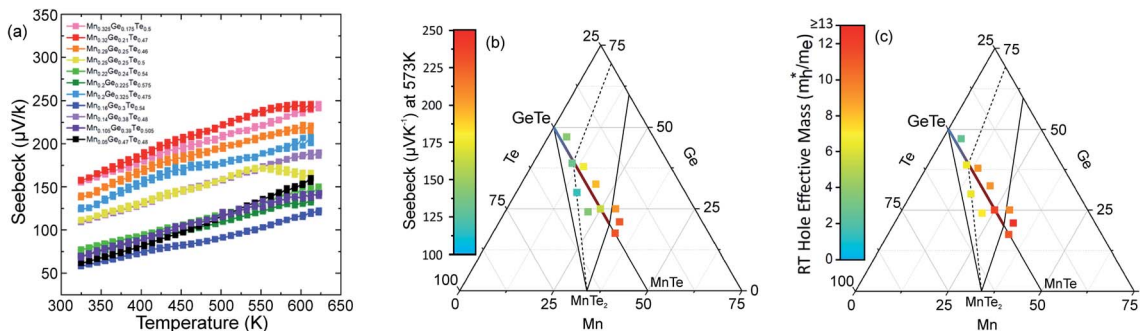 (a)
350
300
250
200
150
100
50
Seebeck (µV/k)
Mn0.325Ge0.175Te0.5
Mn0.32Ge0.21Te0.47
Mn0.29Ge0.25Te0.46
Mn0.25Ge0.25Te0.5
Mn0.22Ge0.24Te0.54
Mn0.2Ge0.225Te0.575
Mn0.2Ge0.325Te0.475
Mn0.16Ge0.3Te0.54
Mn0.14Ge0.38Te0.48
Mn0.105Ge0.39Te0.505
Mn0.05Ge0.47Te0.48
300 350 400 450 500 550 600 650
Temperature (K)
(b)
250
225
200
175
150
125
100
Seebeck (µVK-1) at 573K
25 75
GeTe 50
Te Ge
75 25
100 MnTe
0 25 MnTe2 50 75 0
Mn
(c)
≥13
12
10
8
6
4
2
0
RT Hole Effective Mass (m*h/me)
25 75
GeTe 50
Te Ge
75 25
100 MnTe
0 25 MnTe2 50 75 0
Mn